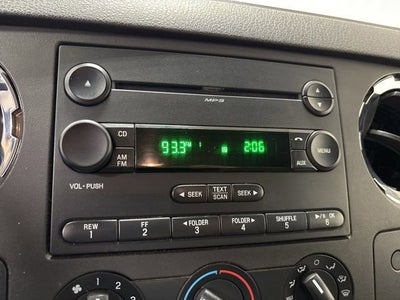 MP3
CD
93.3
2:06
AM
FM
AUX
MENU
VOL - PUSH
SEEK
TEXT
SCAN
SEEK
REW
1
FF
2
FOLDER
3
FOLDER
4
SHUFFLE
5
OK
6